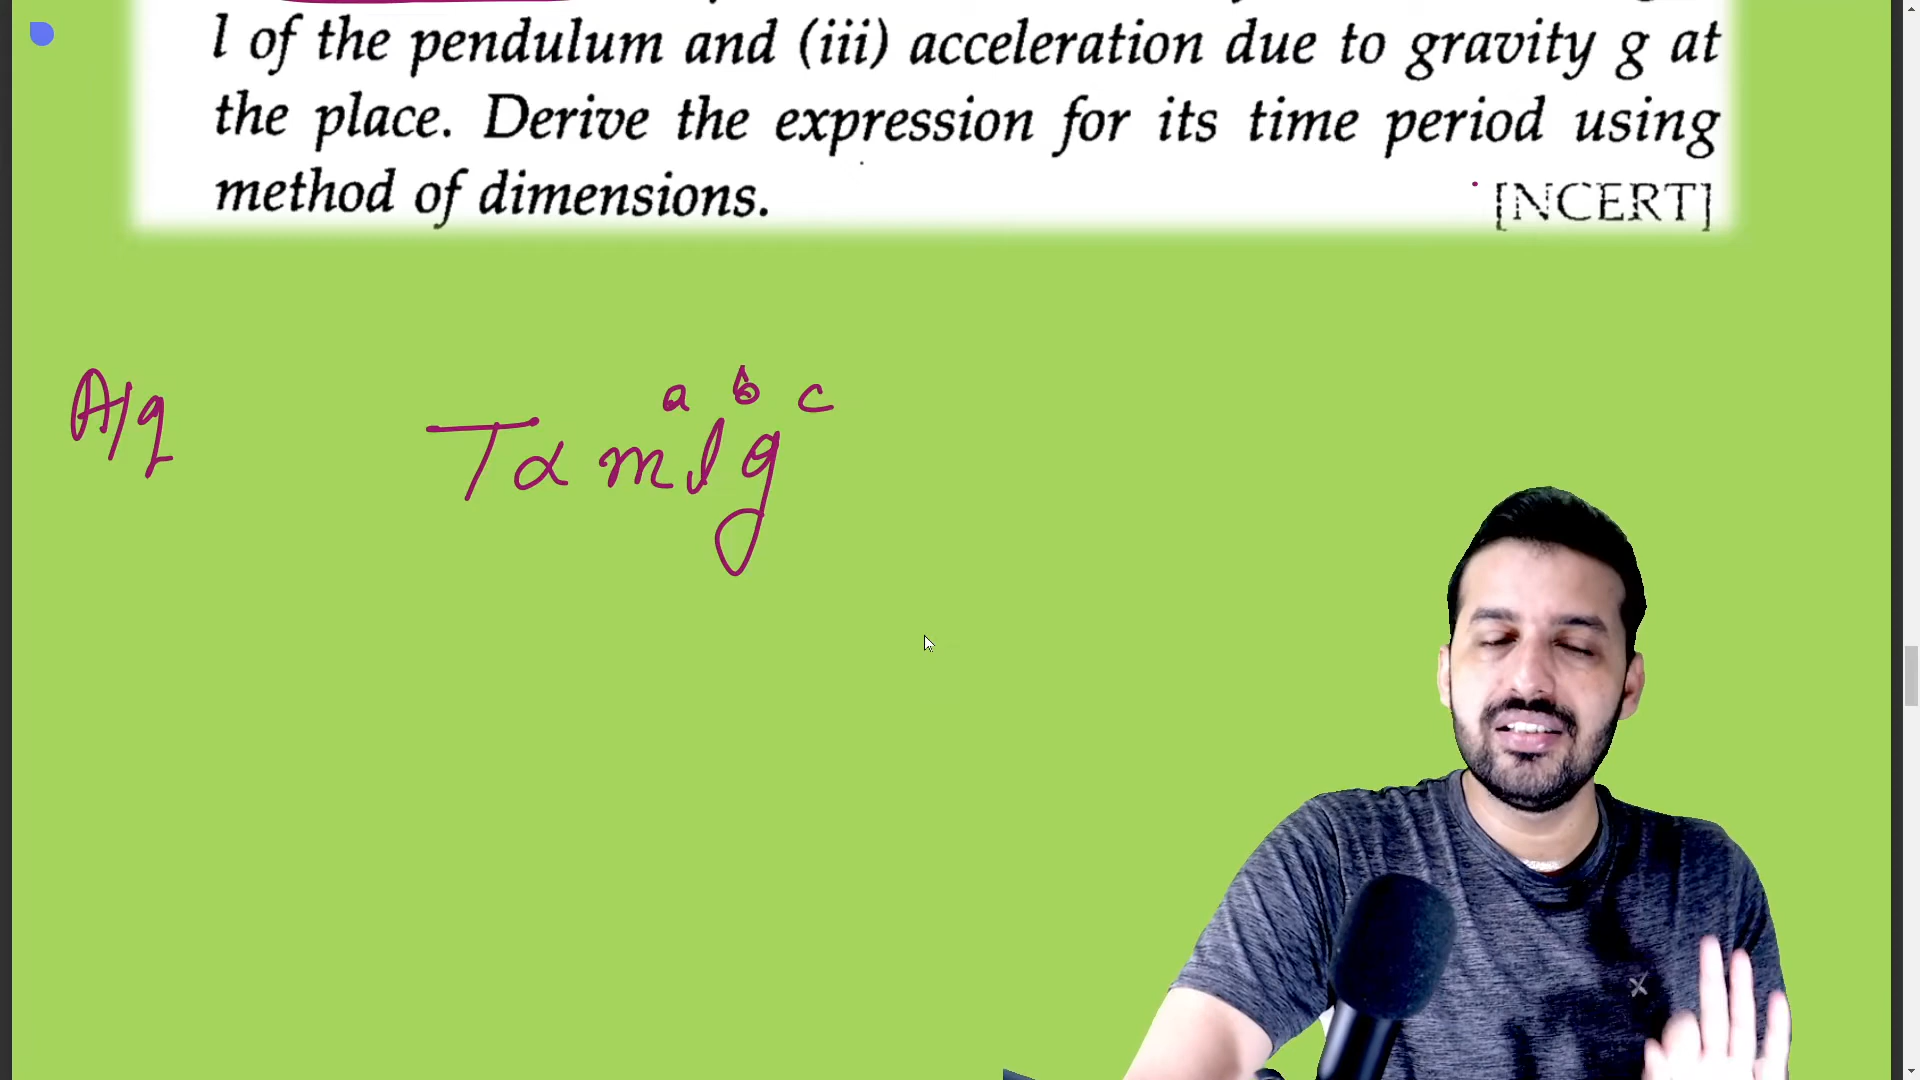 l of the pendulum and (iii) acceleration due to gravity g at
the place. Derive the expression for its time period using
method of dimensions.
[NCERT]
A/q
T α m^a l^b g^c